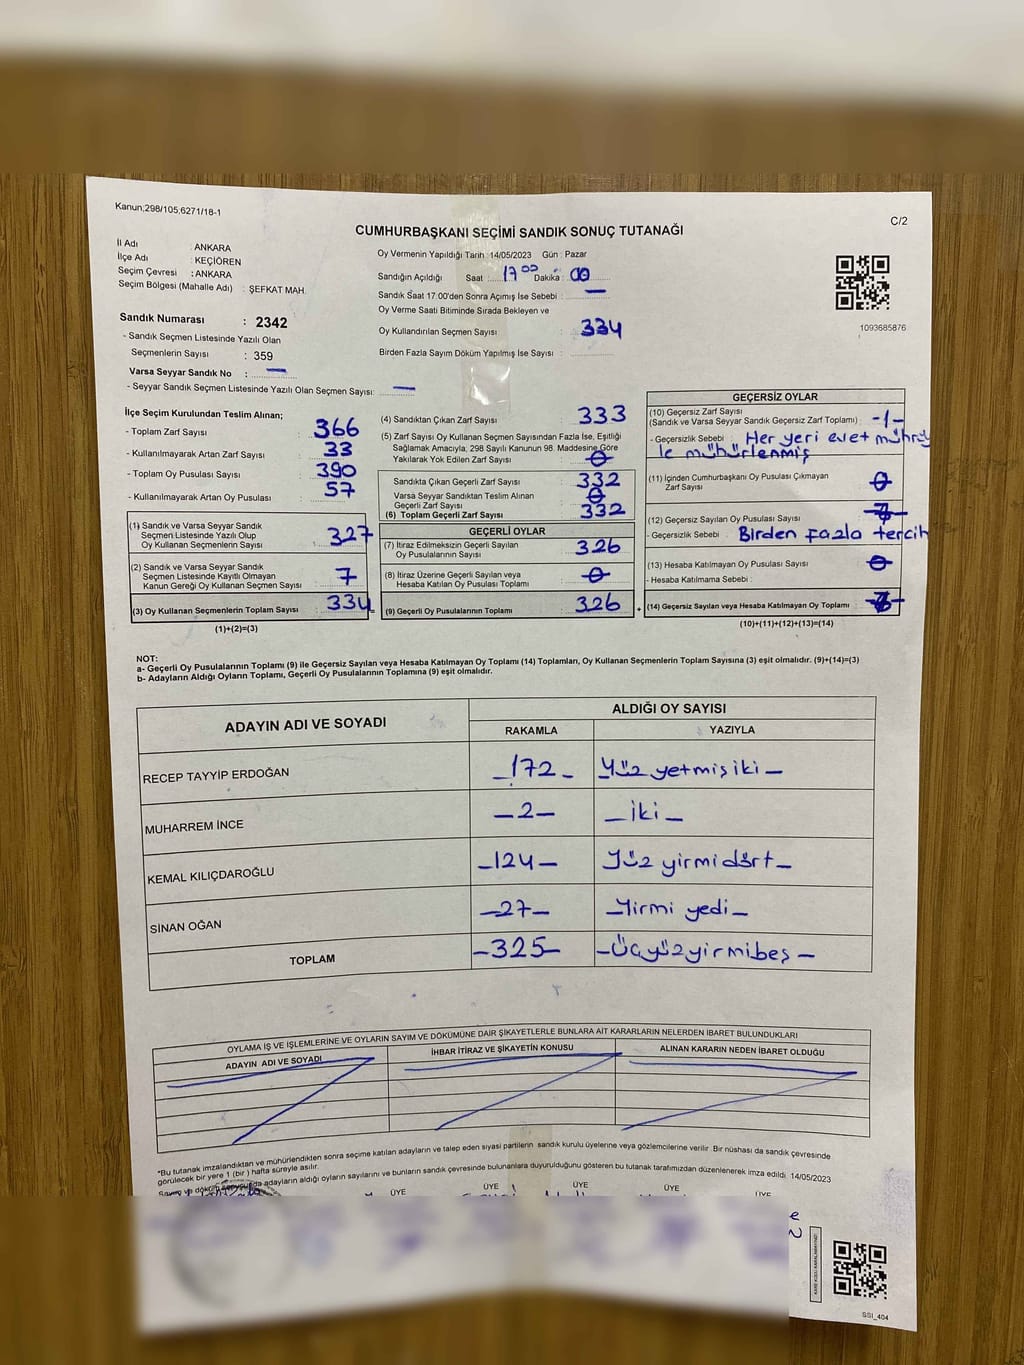 Kanun;298/105;6271/18-1
C/2
CUMHURBAŞKANI SEÇİMİ SANDIK SONUÇ TUTANAĞI
İl Adı : ANKARA
İlçe Adı : KEÇİÖREN
Seçim Çevresi : ANKARA
Seçim Bölgesi (Mahalle Adı) : ŞEFKAT MAH.
Sandık Numarası : 2342
- Sandık Seçmen Listesinde Yazılı Olan
Seçmenlerin Sayısı : 359
Varsa Seyyar Sandık No : —
- Seyyar Sandık Seçmen Listesinde Yazılı Olan Seçmen Sayısı: —
Oy Vermenin Yapıldığı Tarih: 14/05/2023 Gün : Pazar
Sandığın Açıldığı Saat : 17 00 Dakika : 00
Sandık Saat 17:00'den Sonra Açımış İse Sebebi : —
Oy Verme Saati Bitiminde Sırada Bekleyen ve
Oy Kullandırılan Seçmen Sayısı : 334
Birden Fazla Sayım Döküm Yapılmış İse Sayısı :
1093685876
İlçe Seçim Kurulundan Teslim Alınan;
- Toplam Zarf Sayısı : 366
- Kullanılmayarak Artan Zarf Sayısı : 33
- Toplam Oy Pusulası Sayısı : 390
- Kullanılmayarak Artan Oy Pusulası : 57
(1) Sandık ve Varsa Seyyar Sandık
Seçmen Listesinde Yazılı Olup
Oy Kullanan Seçmenlerin Sayısı : 327
(2) Sandık ve Varsa Seyyar Sandık
Seçmen Listesinde Kayıtlı Olmayan
Kanun Gereği Oy Kullanan Seçmen Sayısı : 7
(3) Oy Kullanan Seçmenlerin Toplam Sayısı : 334
(1)+(2)=(3)
(4) Sandıktan Çıkan Zarf Sayısı : 333
(5) Zarf Sayısı Oy Kullanan Seçmen Sayısından Fazla İse, Eşitliği
Sağlamak Amacıyla; 298 Sayılı Kanunun 98. Maddesine Göre
Yakılarak Yok Edilen Zarf Sayısı : 0
Sandıkta Çıkan Geçerli Zarf Sayısı : 332
Varsa Seyyar Sandıktan Teslim Alınan
Geçerli Zarf Sayısı : 0
(6) Toplam Geçerli Zarf Sayısı : 332
GEÇERLİ OYLAR
(7) İtiraz Edilmeksizin Geçerli Sayılan
Oy Pusulalarının Sayısı : 326
(8) İtiraz Üzerine Geçerli Sayılan veya
Hesaba Katılan Oy Pusulası Toplamı : 0
(9) Geçerli Oy Pusulalarının Toplamı : 326
GEÇERSİZ OYLAR
(10) Geçersiz Zarf Sayısı
(Sandık ve Varsa Seyyar Sandık Geçersiz Zarf Toplamı) : -1-
- Geçersizlik Sebebi : Her yeri evet mührü
le mühürlenmiş
(11) İçinden Cumhurbaşkanı Oy Pusulası Çıkmayan
Zarf Sayısı : 0
(12) Geçersiz Sayılan Oy Pusulası Sayısı :
- Geçersizlik Sebebi : Birden fazla tercih
(13) Hesaba Katılmayan Oy Pusulası Sayısı : 0
- Hesaba Katılmama Sebebi :
+ (14) Geçersiz Sayılan veya Hesaba Katılmayan Oy Toplamı :
(10)+(11)+(12)+(13)=(14)
NOT:
a- Geçerli Oy Pusulalarının Toplamı (9) ile Geçersiz Sayılan veya Hesaba Katılmayan Oy Toplamı (14) Toplamları, Oy Kullanan Seçmenlerin Toplam Sayısına (3) eşit olmalıdır. (9)+(14)=(3)
b- Adayların Aldığı Oyların Toplamı, Geçerli Oy Pusulalarının Toplamına (9) eşit olmalıdır.
ADAYIN ADI VE SOYADI
ALDIĞI OY SAYISI
RAKAMLA YAZIYLA
RECEP TAYYİP ERDOĞAN -172- Yüz yetmiş iki -
MUHARREM İNCE -2- - iki -
KEMAL KILIÇDAROĞLU -124- Yüz yirmi dört -
SİNAN OĞAN -27- - Yirmi yedi -
TOPLAM -325- - Üçyüzyirmibeş -
OYLAMA İŞ VE İŞLEMLERİNE VE OYLARIN SAYIM VE DÖKÜMÜNE DAİR ŞİKAYETLERLE BUNLARA AİT KARARLARIN NELERDEN İBARET BULUNDUKLARI
ADAYIN ADI VE SOYADI İHBAR İTİRAZ VE ŞİKAYETİN KONUSU ALINAN KARARIN NEDEN İBARET OLDUĞU
*Bu tutanak imzalandıktan ve mühürlendikten sonra seçime katılan adayların ve talep eden siyasi partilerin sandık kurulu üyelerine veya gözlemcilerine verilir. Bir nüshası da sandık çevresinde
görülecek bir yere 1 (bir) hafta süreyle asılır.
Sayım ve döküm sonucunda adayların aldığı oyların sayılarını ve bunların sandık çevresinde bulunanlara duyurulduğunu gösteren bu tutanak tarafımızdan düzenlenerek imza edildi. 14/05/2023
ÜYE ÜYE ÜYE ÜYE ÜYE
SSI_404